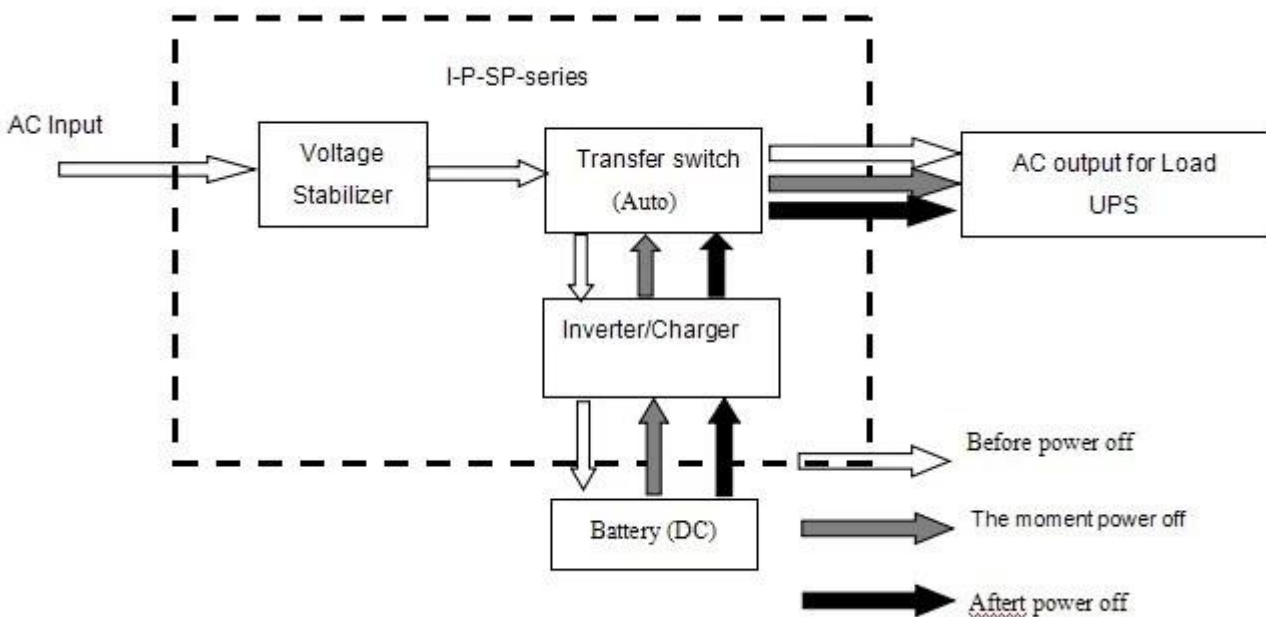 I-P-SP-series
AC Input
Voltage
Stabilizer
Transfer switch
(Auto)
AC output for Load
UPS
Inverter/Charger
Battery (DC)
Before power off
The moment power off
Aftert power off